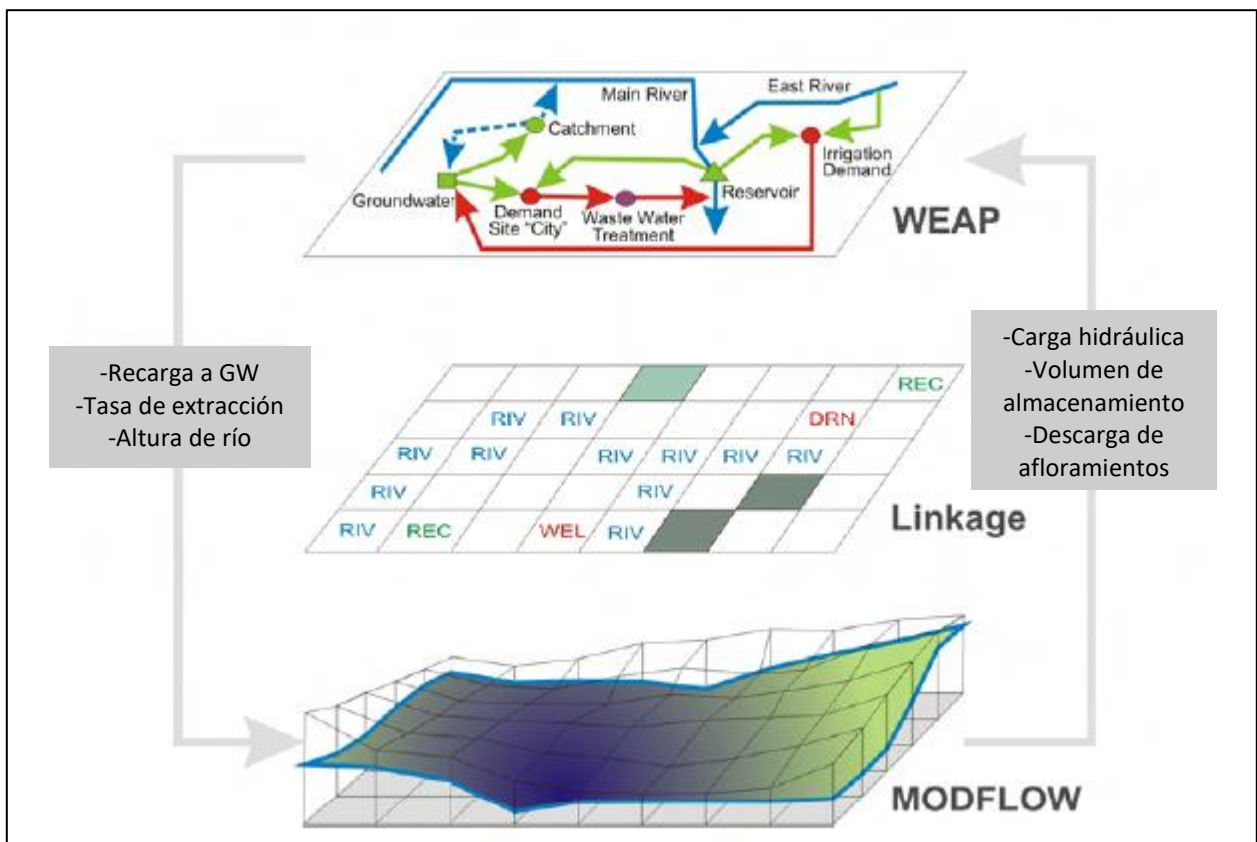 Main River
East River
Catchment
Irrigation
Demand
Groundwater
Demand
Site "City"
Waste Water
Treatment
Reservoir
WEAP
-Recarga a GW
-Tasa de extracción
-Altura de río
-Carga hidráulica
-Volumen de
almacenamiento
-Descarga de
afloramientos
REC
RIV RIV DRN
RIV RIV RIV RIV RIV RIV
RIV RIV
RIV REC WEL RIV
Linkage
MODFLOW